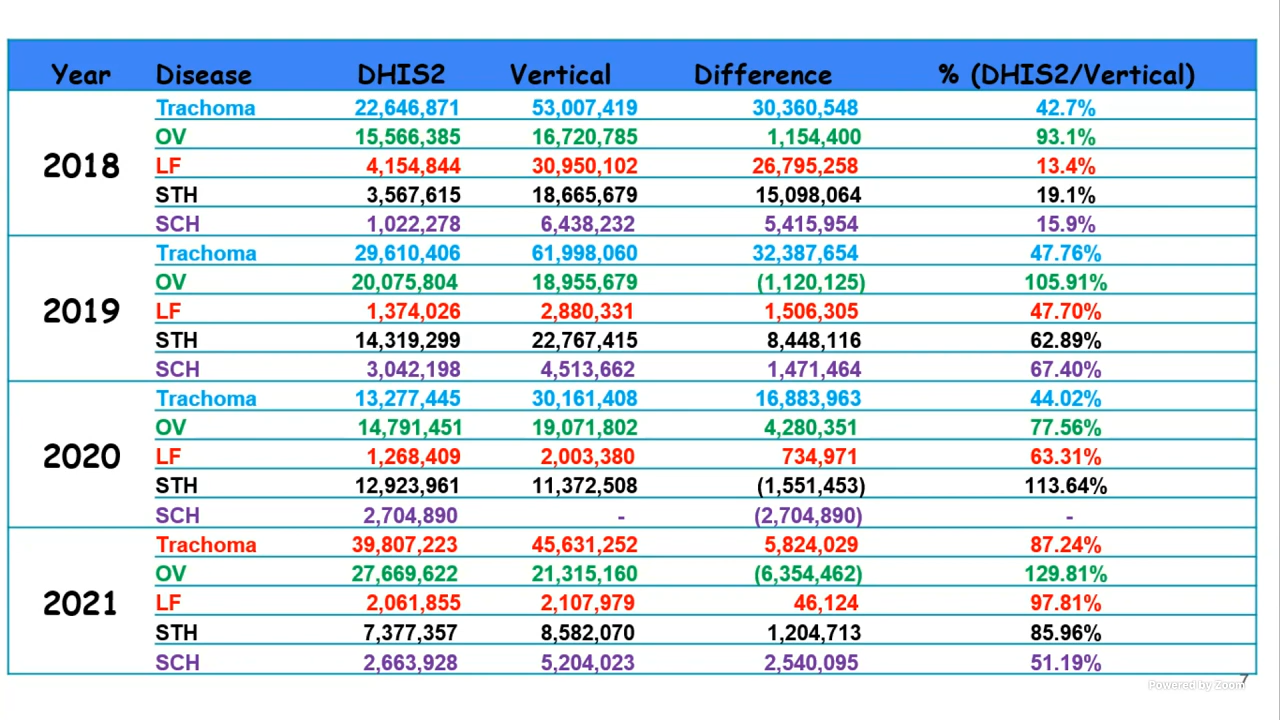 Year Disease DHIS2 Vertical Difference % (DHIS2/Vertical)
2018
Trachoma 22,646,871 53,007,419 30,360,548 42.7%
OV 15,566,385 16,720,785 1,154,400 93.1%
LF 4,154,844 30,950,102 26,795,258 13.4%
STH 3,567,615 18,665,679 15,098,064 19.1%
SCH 1,022,278 6,438,232 5,415,954 15.9%
2019
Trachoma 29,610,406 61,998,060 32,387,654 47.76%
OV 20,075,804 18,955,679 (1,120,125) 105.91%
LF 1,374,026 2,880,331 1,506,305 47.70%
STH 14,319,299 22,767,415 8,448,116 62.89%
SCH 3,042,198 4,513,662 1,471,464 67.40%
2020
Trachoma 13,277,445 30,161,408 16,883,963 44.02%
OV 14,791,451 19,071,802 4,280,351 77.56%
LF 1,268,409 2,003,380 734,971 63.31%
STH 12,923,961 11,372,508 (1,551,453) 113.64%
SCH 2,704,890 - (2,704,890) -
2021
Trachoma 39,807,223 45,631,252 5,824,029 87.24%
OV 27,669,622 21,315,160 (6,354,462) 129.81%
LF 2,061,855 2,107,979 46,124 97.81%
STH 7,377,357 8,582,070 1,204,713 85.96%
SCH 2,663,928 5,204,023 2,540,095 51.19%
7
Powered by Zoom